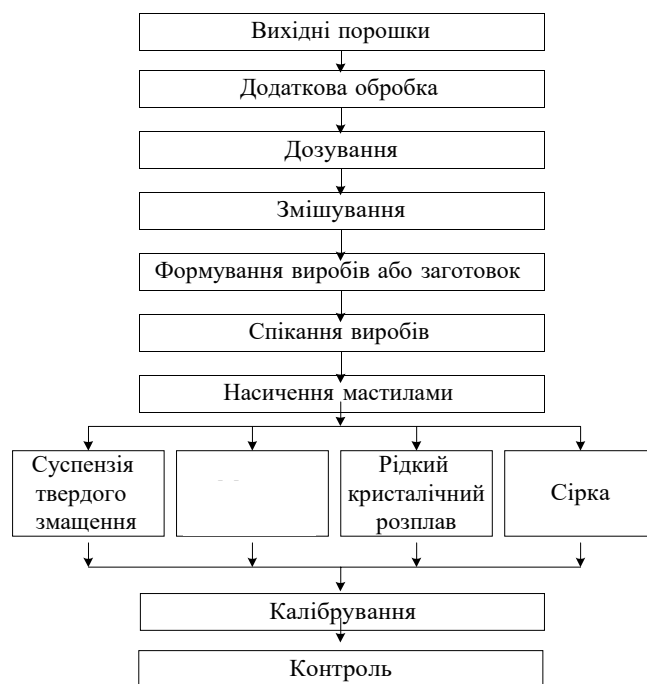 Вихідні порошки
Додаткова обробка
Дозування
Змішування
Формування виробів або заготовок
Спікання виробів
Насичення мастилами
Суспензія
твердого
змащення
Рідкий
кристалічний
розплав
Сірка
Калібрування
Контроль